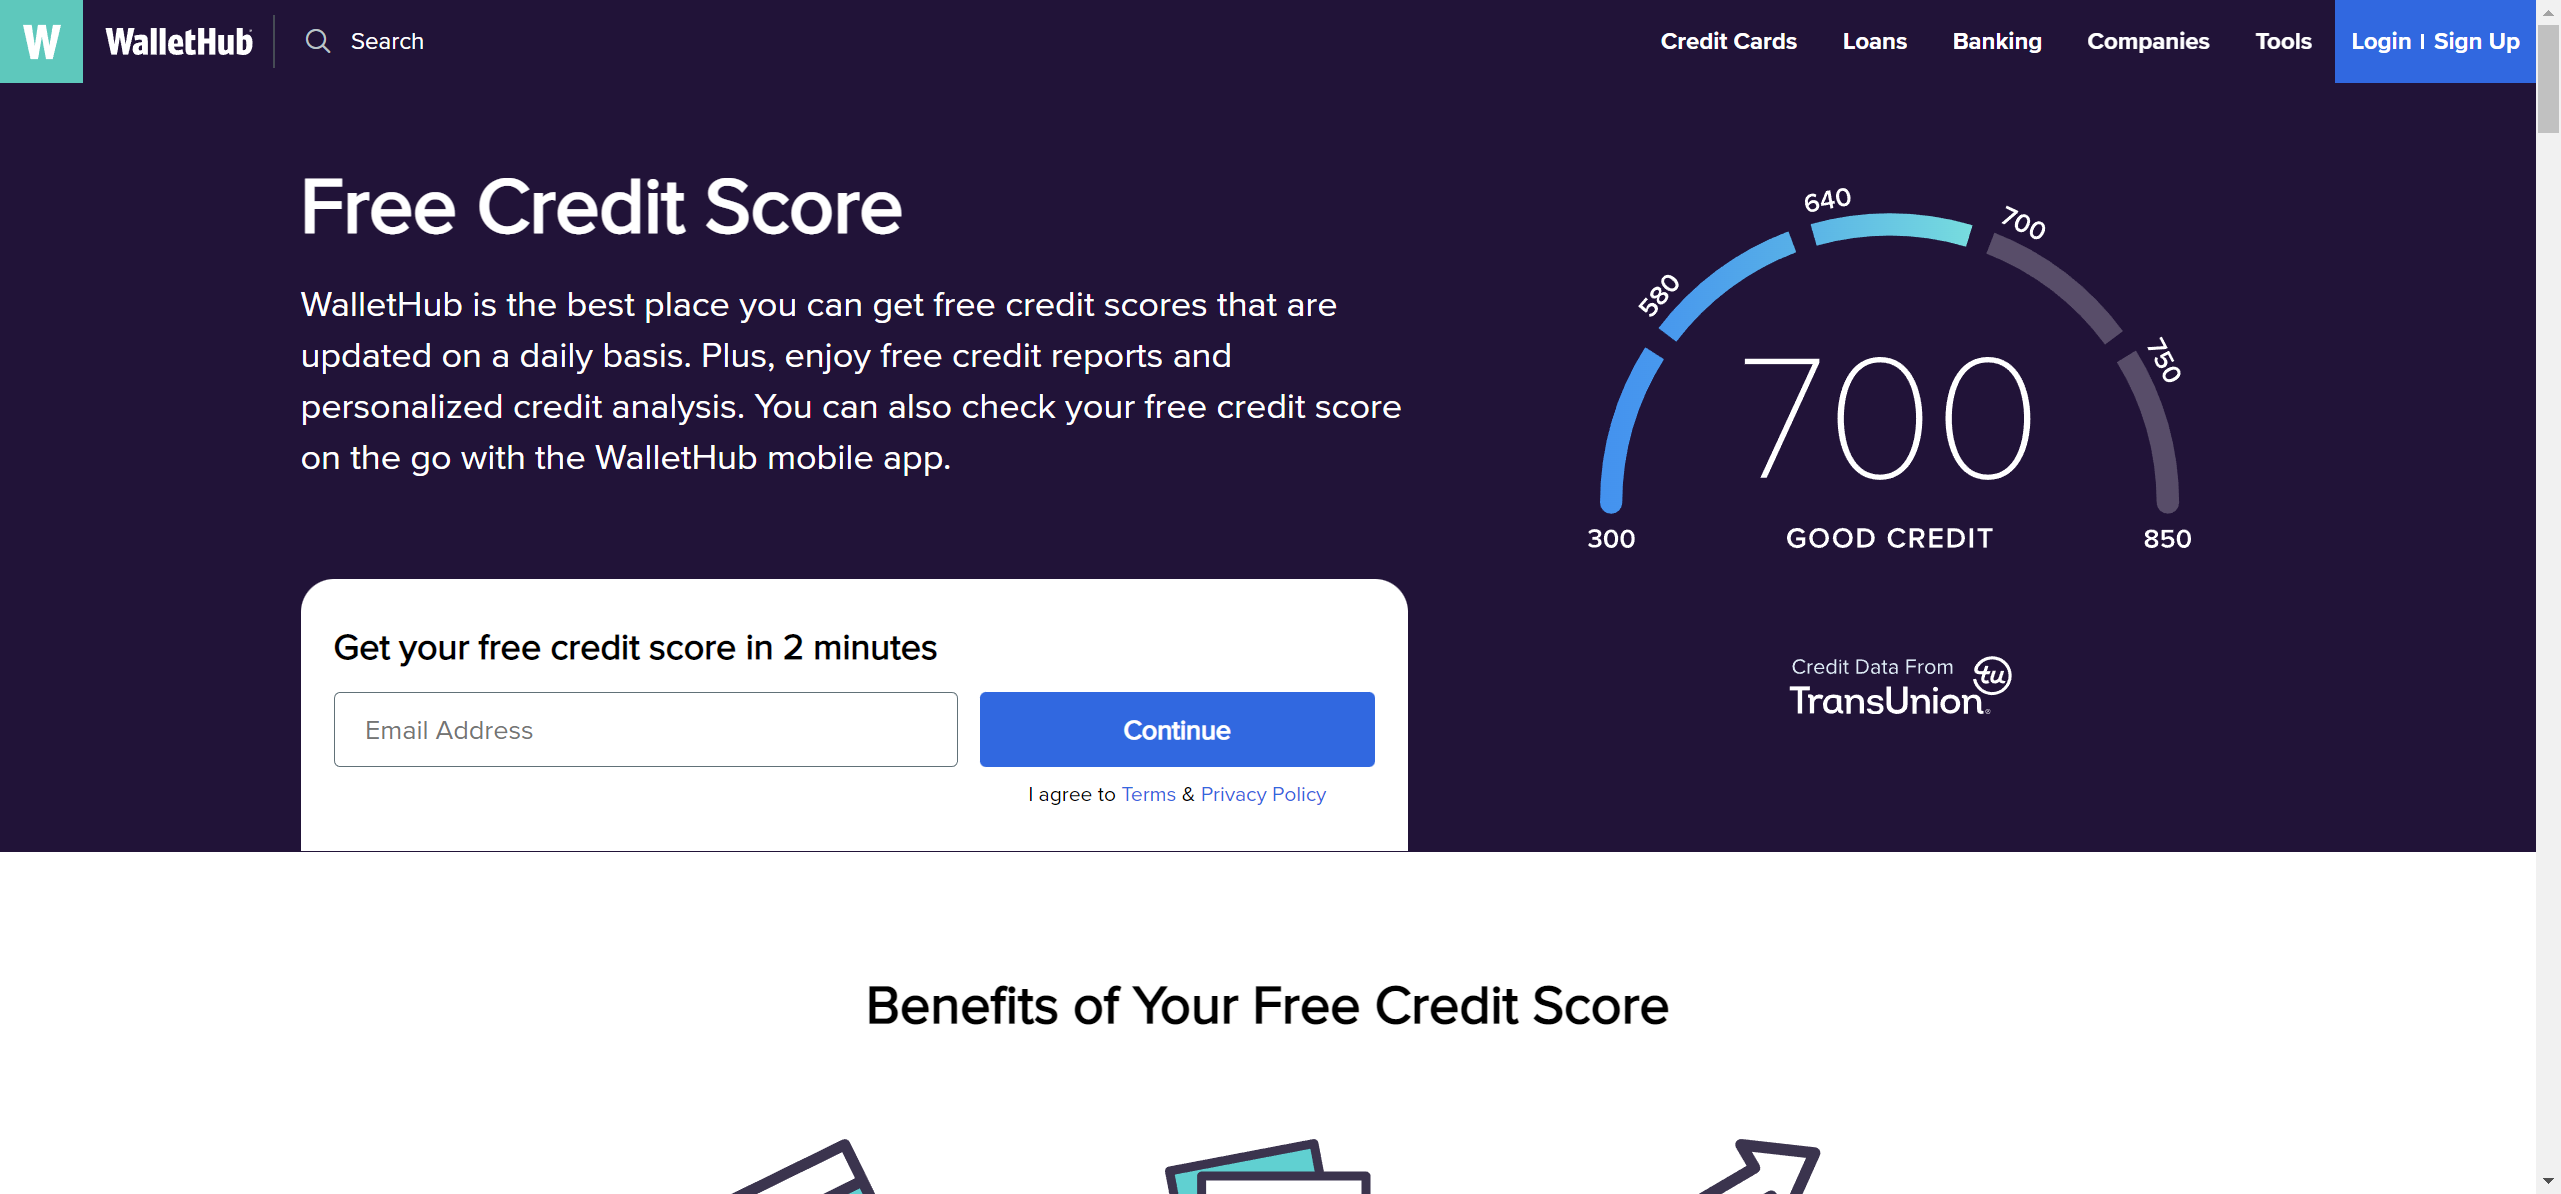 W WalletHub Search Credit Cards Loans Banking Companies Tools Login | Sign Up
Free Credit Score
WalletHub is the best place you can get free credit scores that are
updated on a daily basis. Plus, enjoy free credit reports and
personalized credit analysis. You can also check your free credit score
on the go with the WalletHub mobile app.
640
700
580
750
700
300
GOOD CREDIT
850
Get your free credit score in 2 minutes
Email Address
Continue
I agree to Terms & Privacy Policy
Credit Data From
TransUnion
tu
Benefits of Your Free Credit Score